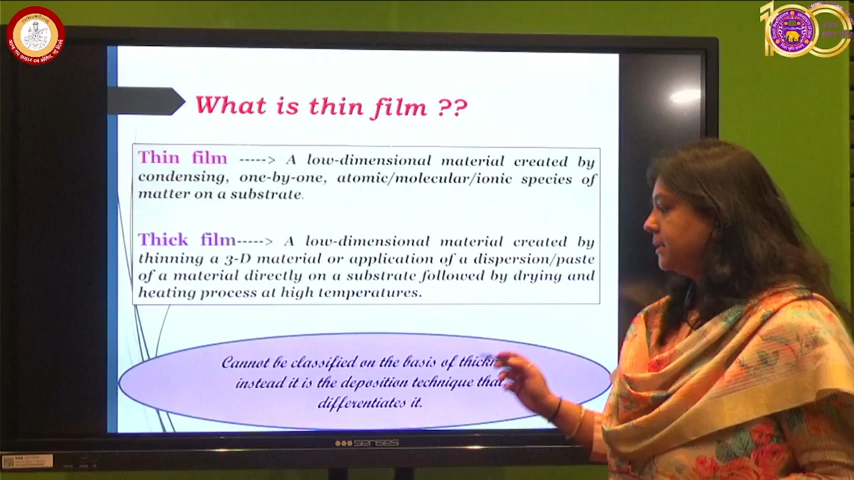 What is thin film ??
Thin film -----> A low-dimensional material created by
condensing, one-by-one, atomic/molecular/ionic species of
matter on a substrate.
Thick film-----> A low-dimensional material created by
thinning a 3-D material or application of a dispersion/paste
of a material directly on a substrate followed by drying and
heating process at high temperatures.
Cannot be classified on the basis of
instead it is the deposition technique that
differentiates it.
senses
100